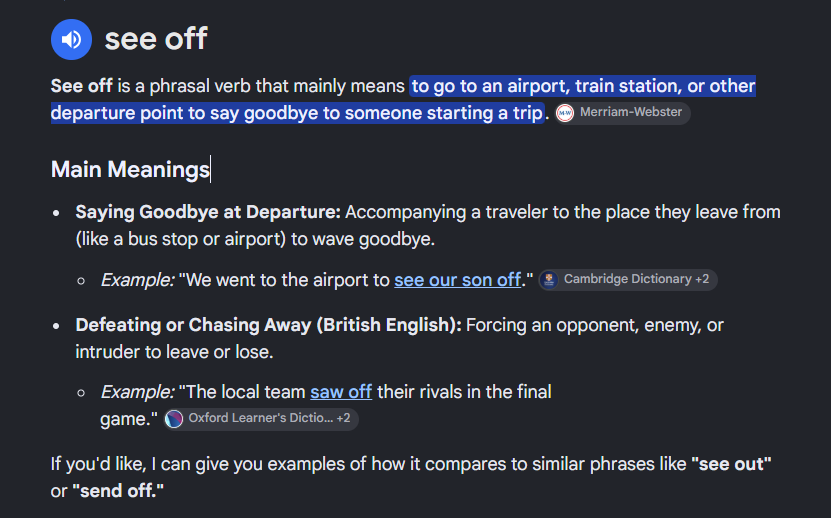 see off
See off is a phrasal verb that mainly means to go to an airport, train station, or other
departure point to say goodbye to someone starting a trip. Merriam-Webster
Main Meanings
• Saying Goodbye at Departure: Accompanying a traveler to the place they leave from
(like a bus stop or airport) to wave goodbye.
○ Example: "We went to the airport to see our son off." Cambridge Dictionary +2
• Defeating or Chasing Away (British English): Forcing an opponent, enemy, or
intruder to leave or lose.
○ Example: "The local team saw off their rivals in the final
game." Oxford Learner's Dictio... +2
If you'd like, I can give you examples of how it compares to similar phrases like "see out"
or "send off."